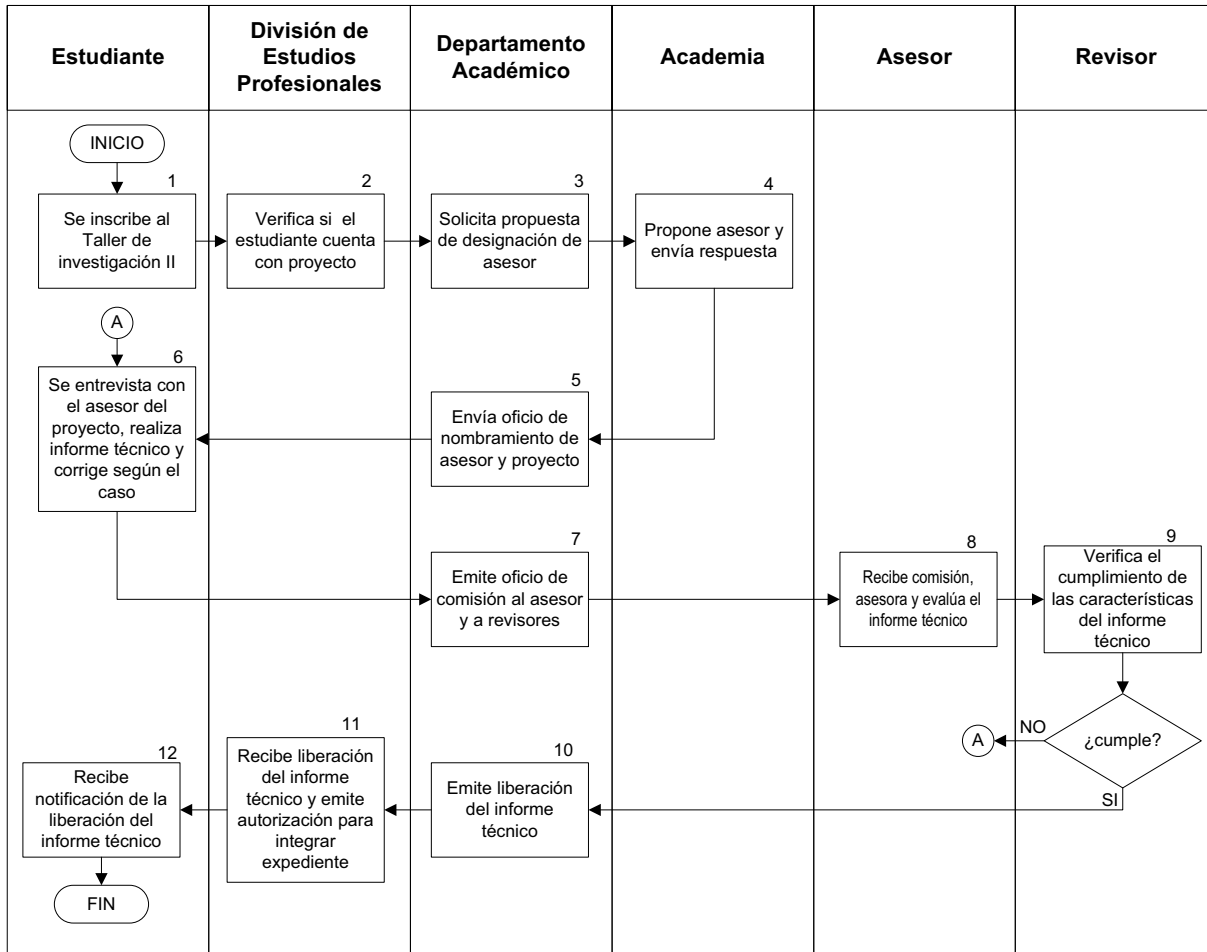 Estudiante
División de
Estudios
Profesionales
Departamento
Académico
Academia
Asesor
Revisor
INICIO
1
Se inscribe al
Taller de
investigación II
2
Verifica si el
estudiante cuenta
con proyecto
3
Solicita propuesta
de designación de
asesor
4
Propone asesor y
envía respuesta
A
6
Se entrevista con
el asesor del
proyecto, realiza
informe técnico y
corrige según el
caso
5
Envía oficio de
nombramiento de
asesor y proyecto
7
Emite oficio de
comisión al asesor
y a revisores
8
Recibe comisión,
asesora y evalúa el
informe técnico
9
Verifica el
cumplimiento de
las características
del informe
técnico
¿cumple?
NO
A
SI
10
Emite liberación
del informe
técnico
11
Recibe liberación
del informe
técnico y emite
autorización para
integrar
expediente
12
Recibe
notificación de la
liberación del
informe técnico
FIN